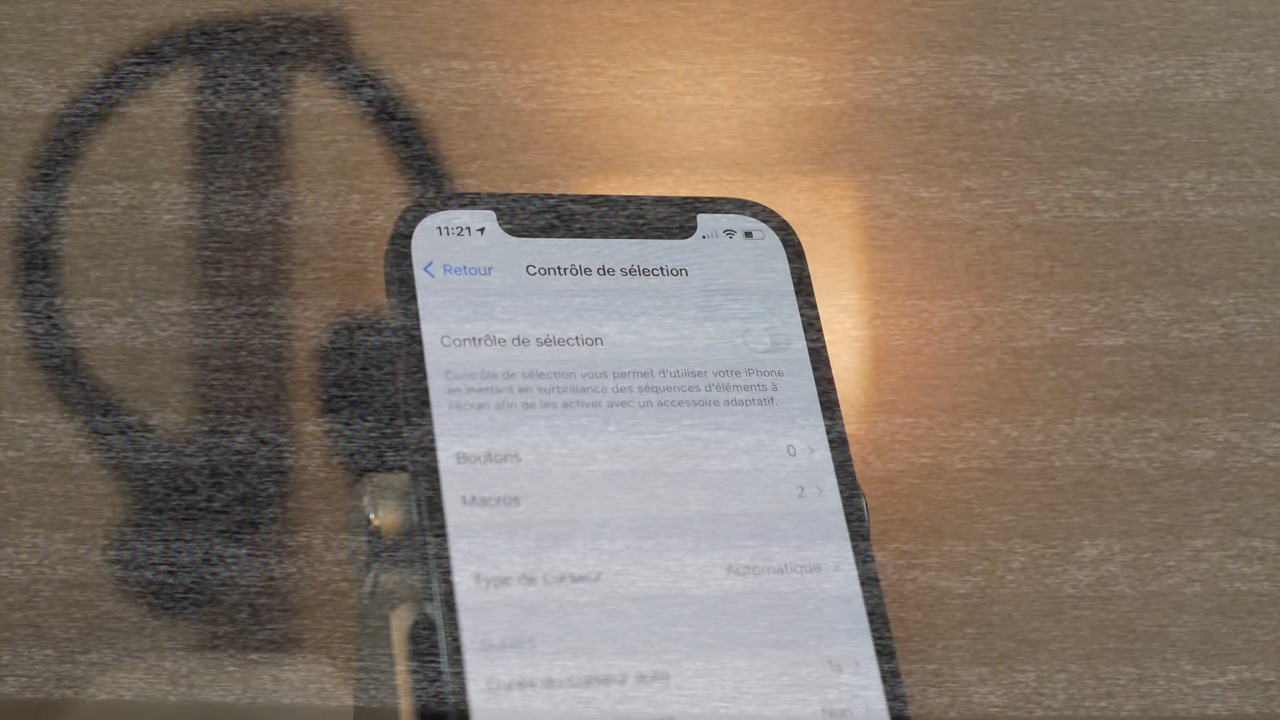 11:21
Retour
Contrôle de sélection
Contrôle de sélection
Contrôle de sélection vous permet d'utiliser votre iPhone
en mettant en surbrillance des séquences d'éléments à
l'écran afin de les activer avec un accessoire adaptatif.
Boutons 0
Macros 2
Type de curseur Automatique
Durée du curseur auto